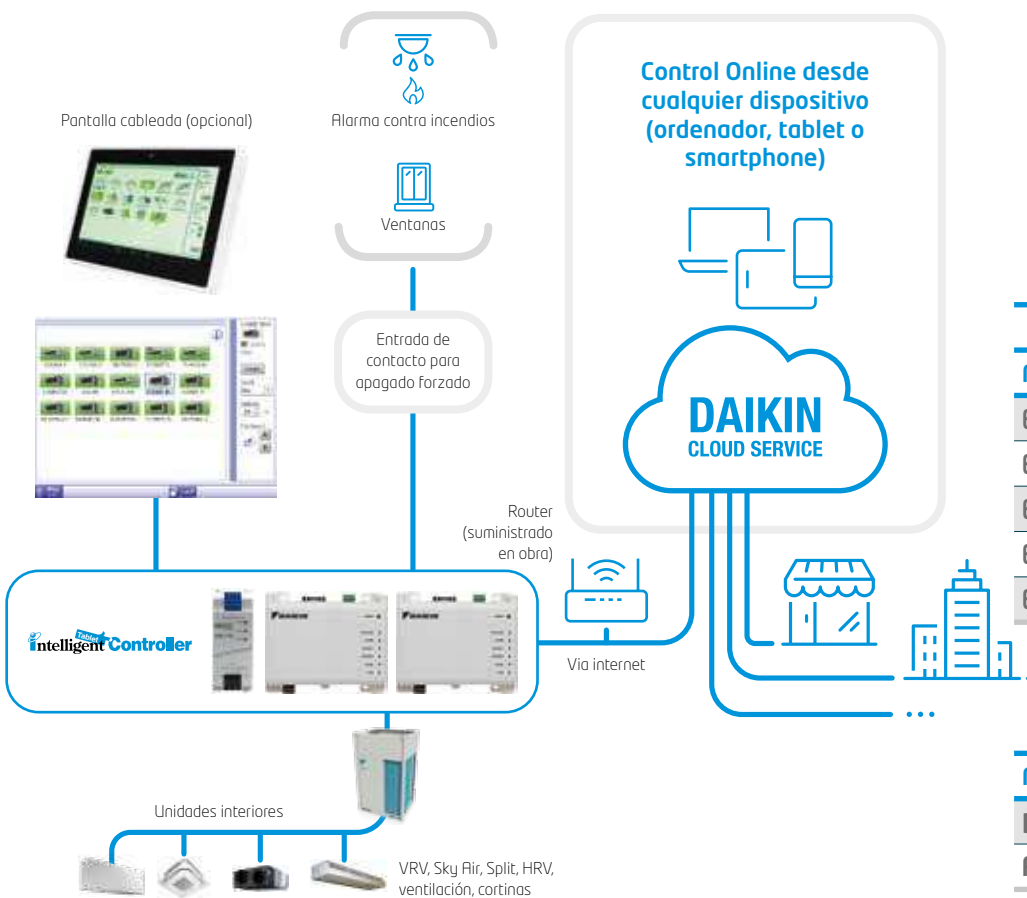 Pantalla cableada (opcional)
Alarma contra incendios
Ventanas
Entrada de
contacto para
apagado forzado
Control Online desde
cualquier dispositivo
(ordenador, tablet o
smartphone)
DAIKIN
CLOUD SERVICE
Router
(suministrado
en obra)
Via internet
intelligent Tablet Controller
DAIKIN
DAIKIN
...
Unidades interiores
VRV, Sky Air, Split, HRV,
ventilación, cortinas